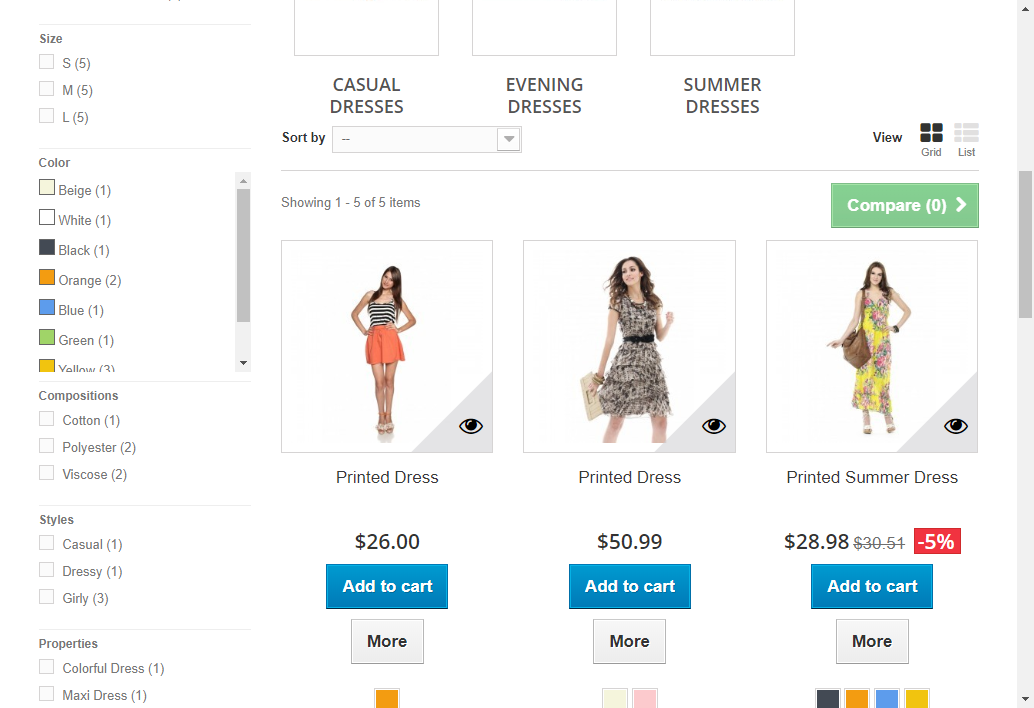 Size
S (5)
M (5)
L (5)
Color
Beige (1)
White (1)
Black (1)
Orange (2)
Blue (1)
Green (1)
Yellow (3)
Compositions
Cotton (1)
Polyester (2)
Viscose (2)
Styles
Casual (1)
Dressy (1)
Girly (3)
Properties
Colorful Dress (1)
Maxi Dress (1)
CASUAL
DRESSES
EVENING
DRESSES
SUMMER
DRESSES
Sort by --
View
Grid
List
Showing 1 - 5 of 5 items
Compare (0)
Printed Dress
$26.00
Add to cart
More
Printed Dress
$50.99
Add to cart
More
Printed Summer Dress
$28.98 $30.51 -5%
Add to cart
More